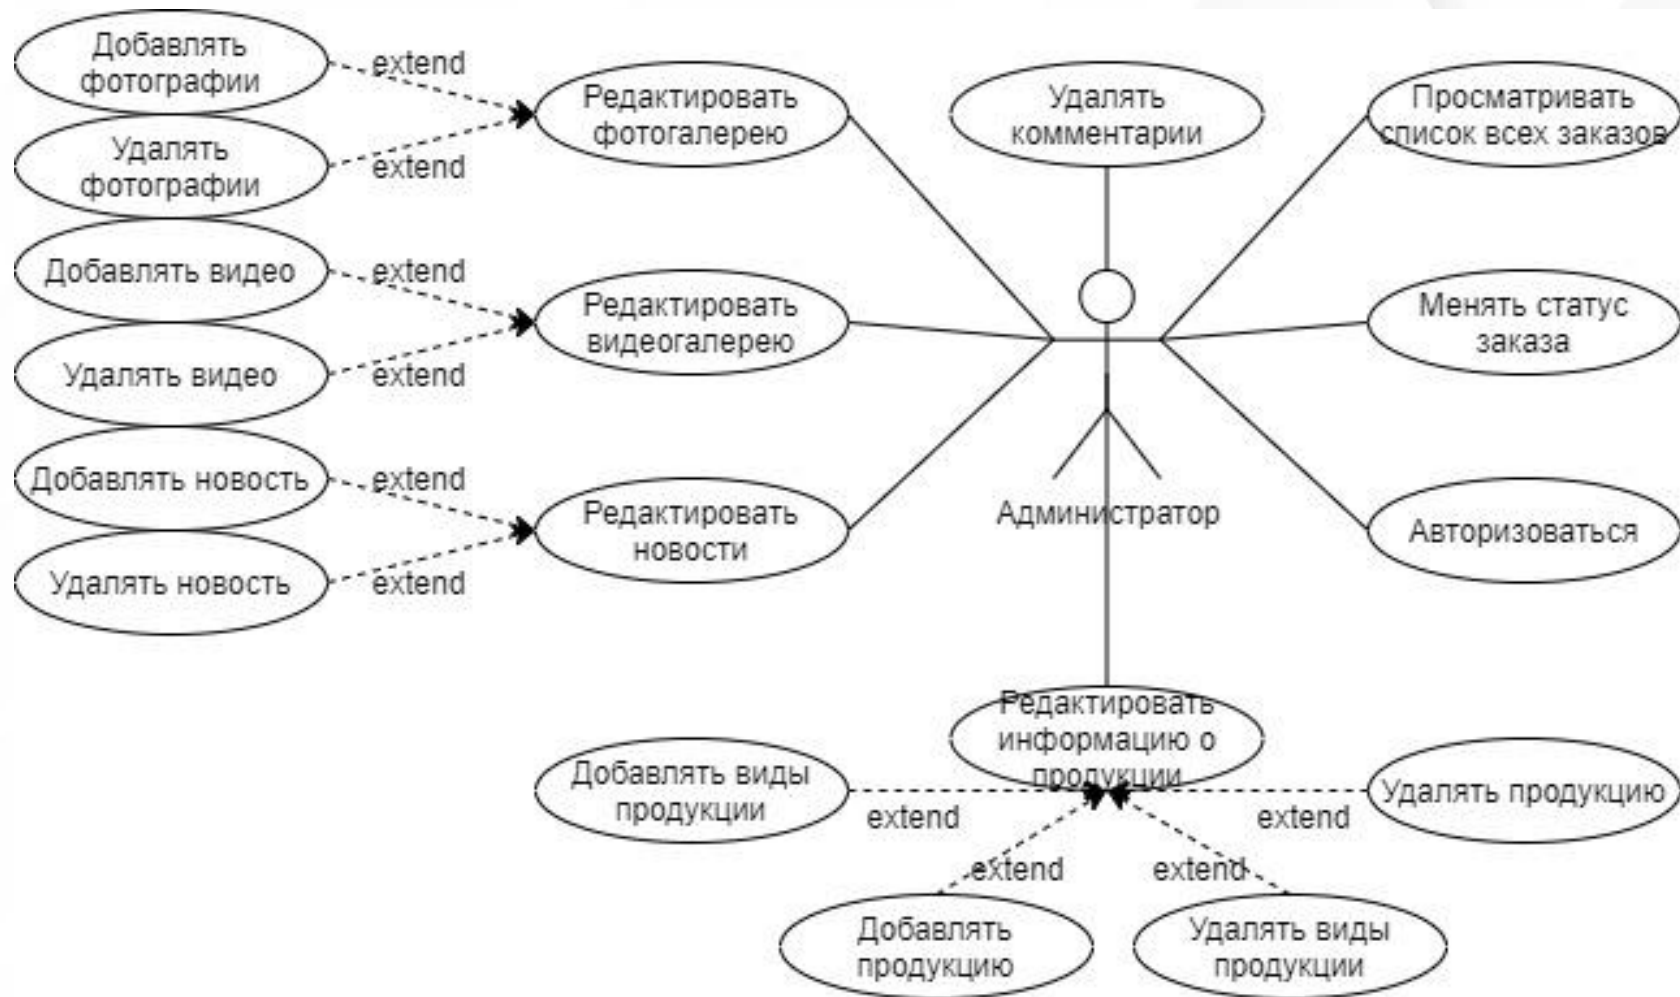 Добавлять
фотографии
extend
Редактировать
фотогалерею
Удалять
комментарии
Просматривать
список всех заказов
Удалять
фотографии
extend
Добавлять видео
extend
Редактировать
видеогалерею
Менять статус
заказа
Удалять видео
extend
Добавлять новость
extend
Редактировать
новости
Администратор
Авторизоваться
Удалять новость
extend
Редактировать
информацию о
продукции
Добавлять виды
продукции
extend
extend
Удалять продукцию
extend
extend
Добавлять
продукцию
Удалять виды
продукции